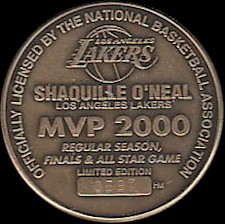 OFFICIALLY LICENSED BY THE NATIONAL BASKETBALL ASSOCIATION
LOS ANGELES
LAKERS
SHAQUILLE O'NEAL
LOS ANGELES LAKERS
MVP 2000
REGULAR SEASON,
FINALS & ALL STAR GAME
LIMITED EDITION
HM